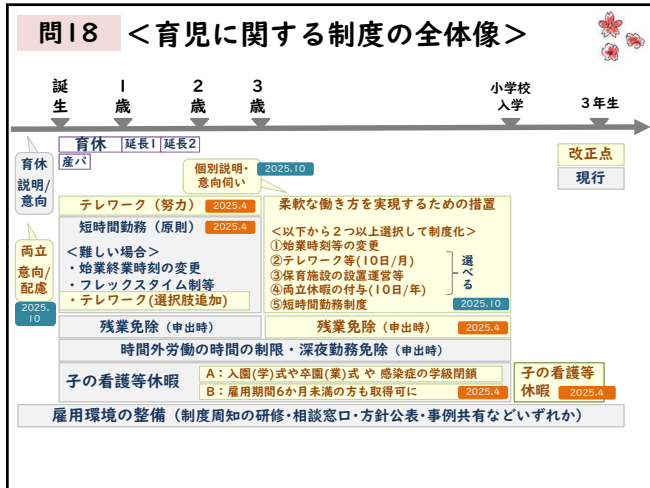 問18 ＜育児に関する制度の全体像＞
誕生
1歳
2歳
3歳
小学校入学
3年生
育休
延長1
延長2
産パ
育休
説明/
意向
個別説明・
意向伺い
2025.10
改正点
現行
テレワーク（努力）
2025.4
短時間勤務（原則）
2025.4
＜難しい場合＞
・始業終業時刻の変更
・フレックスタイム制等
・テレワーク(選択肢追加)
両立
意向/
配慮
2025.
10
柔軟な働き方を実現するための措置
＜以下から2つ以上選択して制度化＞
①始業時刻等の変更
②テレワーク等(10日/月)
③保育施設の設置運営等
④両立休暇の付与(10日/年)
⑤短時間勤務制度
選べる
2025.10
残業免除（申出時）
残業免除（申出時）
2025.4
時間外労働の時間の制限・深夜勤務免除（申出時）
子の看護等休暇
A：入園(学)式や卒園(業)式 や 感染症の学級閉鎖
B：雇用期間6か月未満の方も取得可に
2025.4
子の看護等
休暇
2025.4
雇用環境の整備（制度周知の研修・相談窓口・方針公表・事例共有などいずれか）